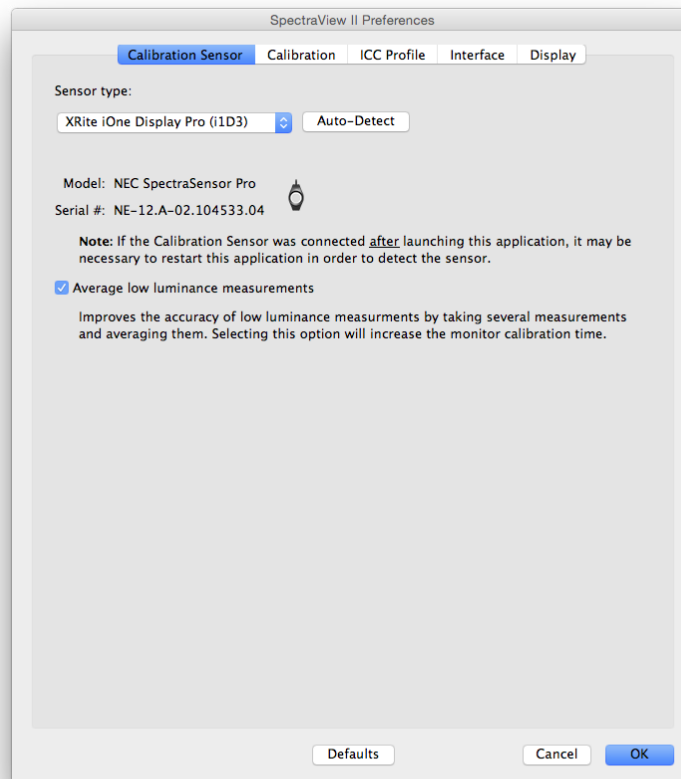 SpectraView II Preferences
Calibration Sensor Calibration ICC Profile Interface Display
Sensor type:
XRite iOne Display Pro (i1D3) Auto-Detect
Model: NEC SpectraSensor Pro
Serial #: NE-12.A-02.104533.04
Note: If the Calibration Sensor was connected after launching this application, it may be
necessary to restart this application in order to detect the sensor.
Average low luminance measurements
Improves the accuracy of low luminance measurments by taking several measurements
and averaging them. Selecting this option will increase the monitor calibration time.
Defaults Cancel OK